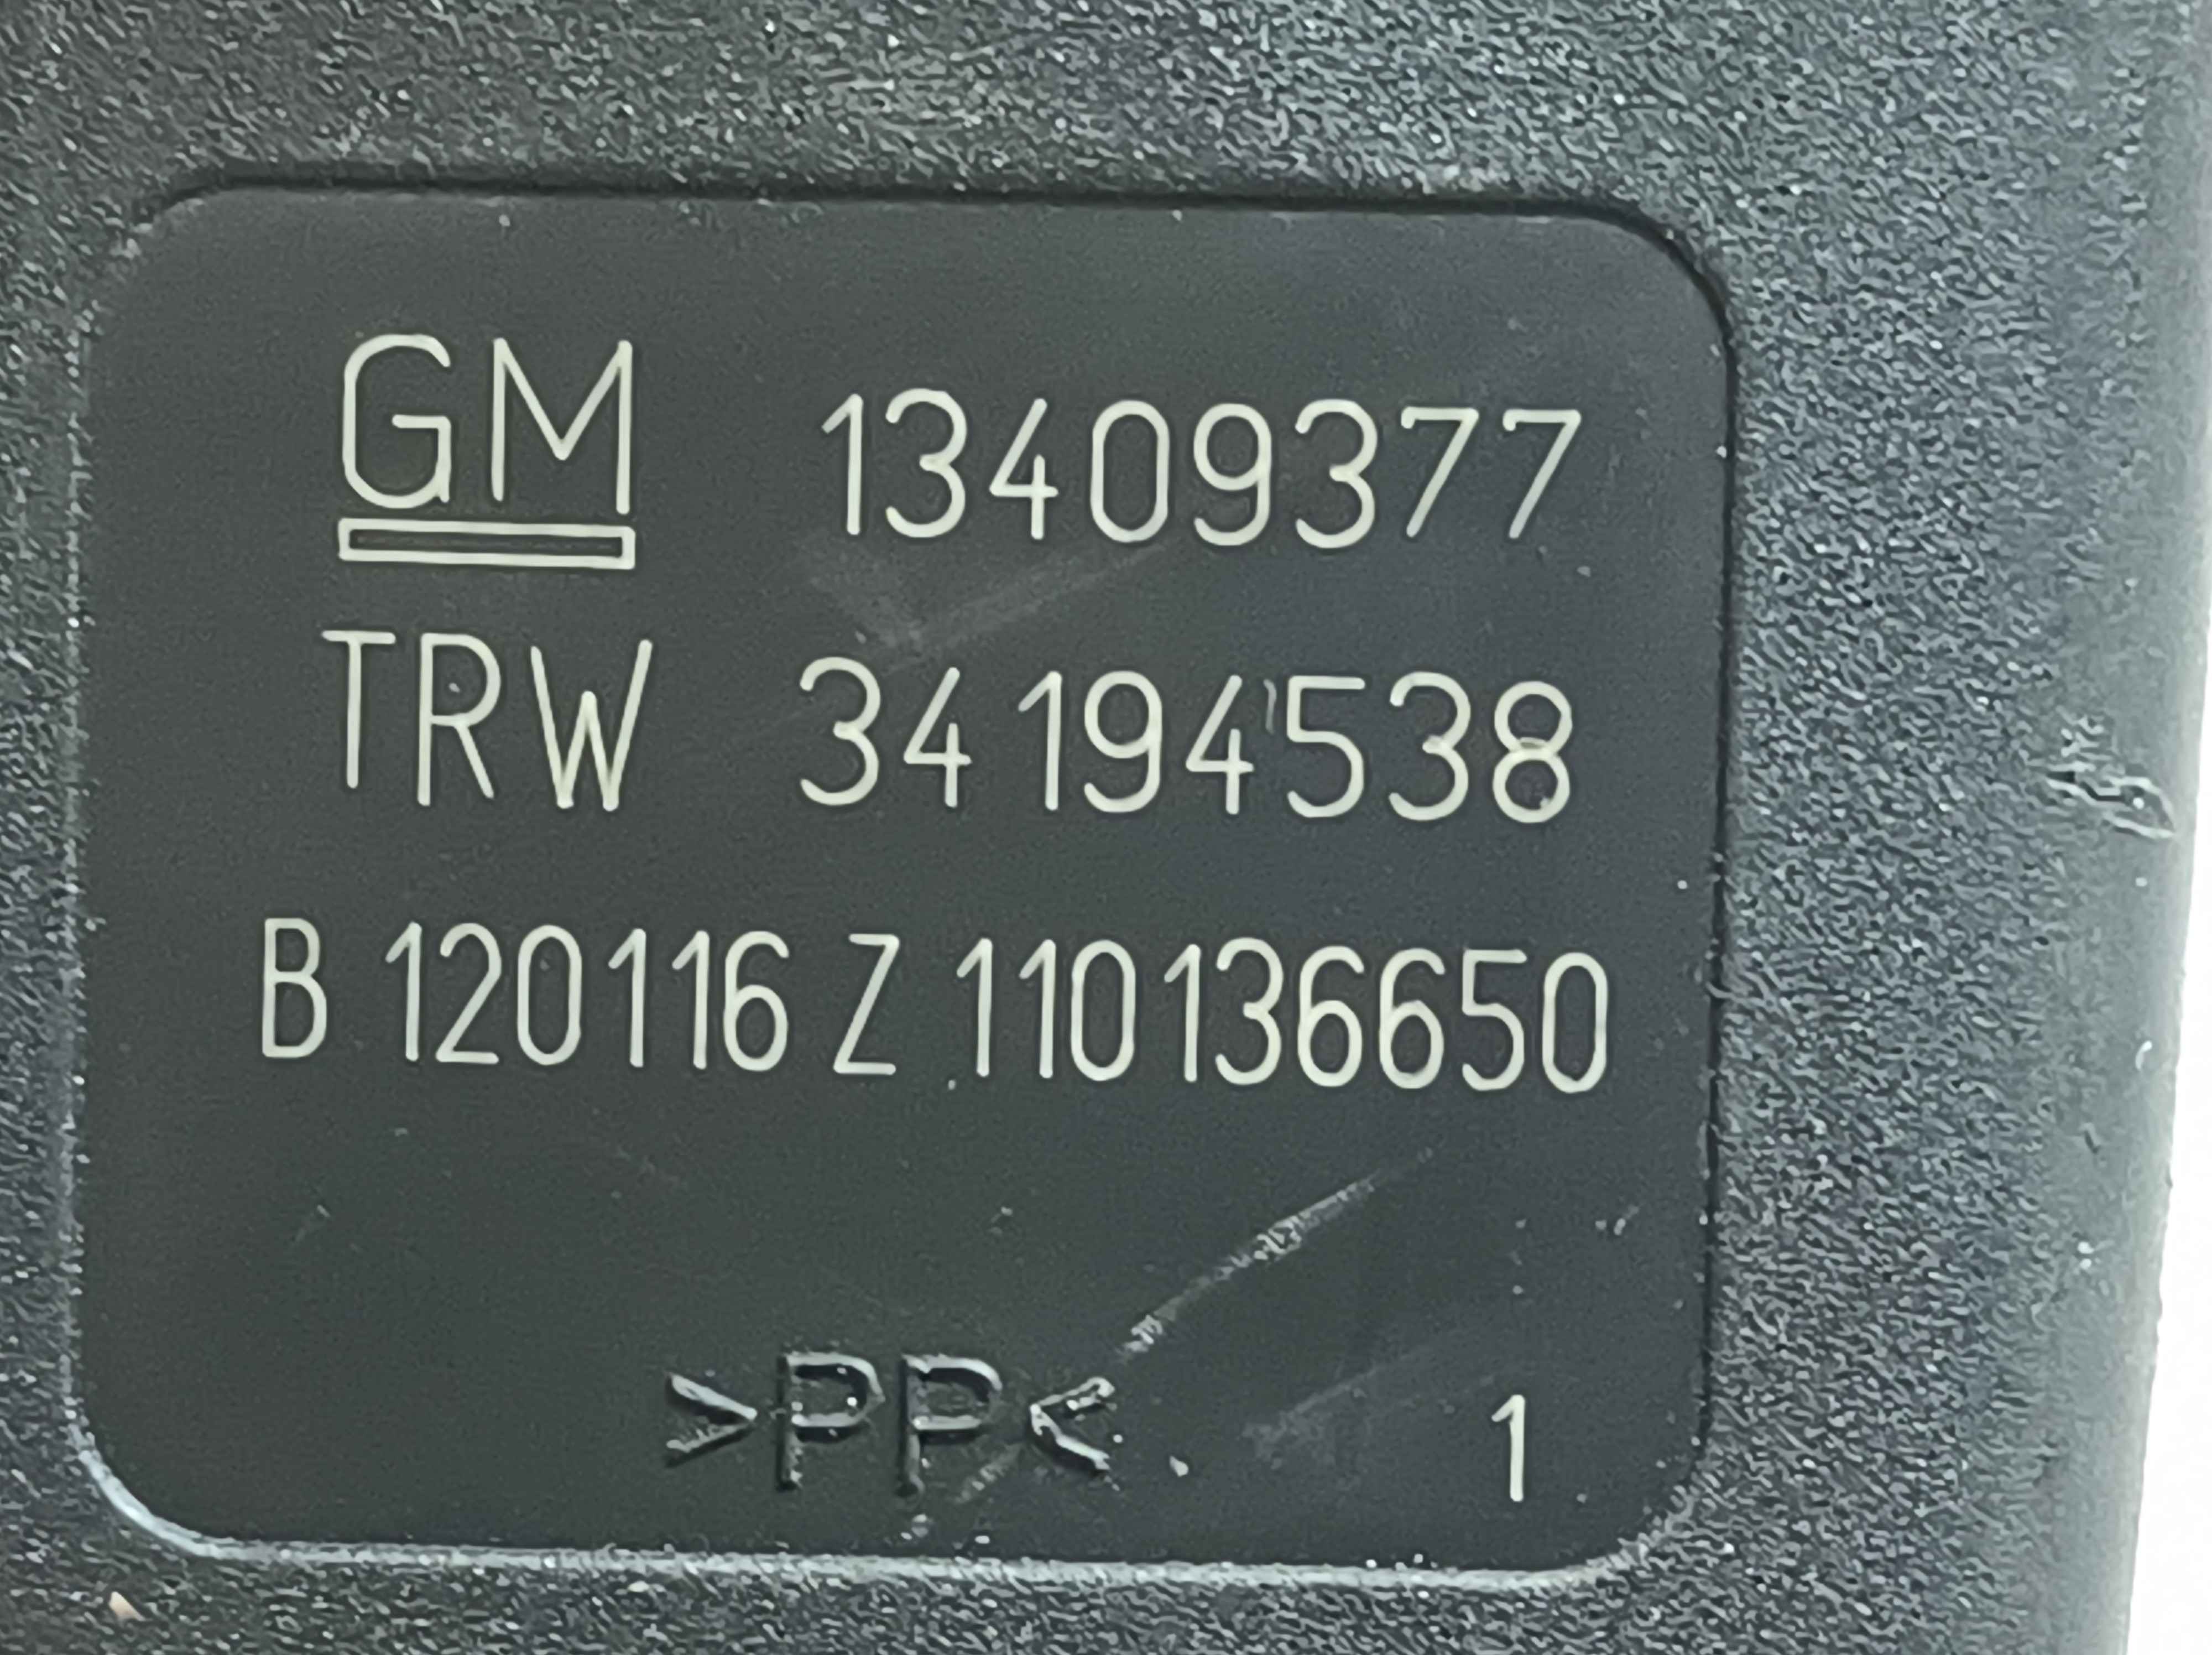 GM 13409377
TRW 34194538
B 120116 Z 110136650
>PP< 1